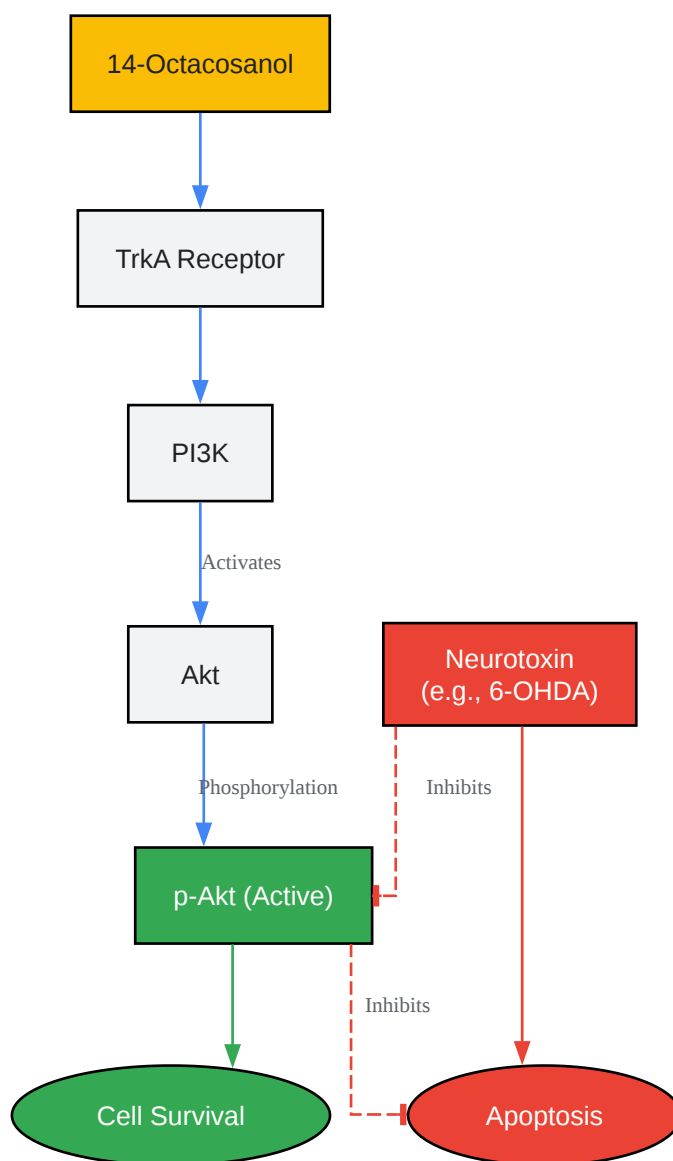 14-Octacosanol
TrkA Receptor
PI3K
Activates
Akt
Neurotoxin
(e.g., 6-OHDA)
Phosphorylation
Inhibits
p-Akt (Active)
Inhibits
Cell Survival
Apoptosis